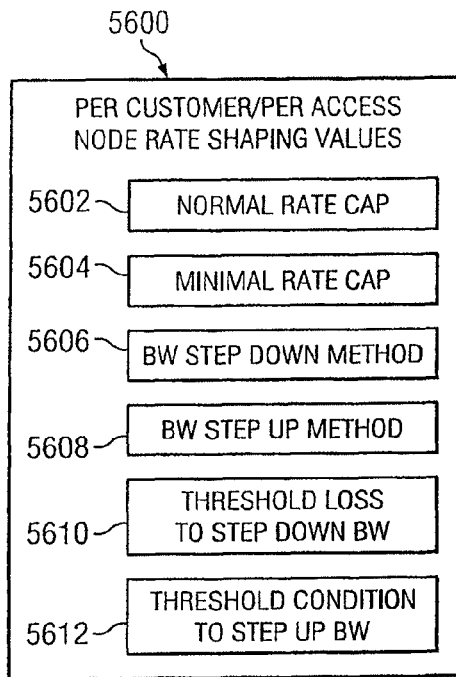 5600
PER CUSTOMER/PER ACCESS
NODE RATE SHAPING VALUES
5602
NORMAL RATE CAP
5604
MINIMAL RATE CAP
5606
BW STEP DOWN METHOD
5608
BW STEP UP METHOD
5610
THRESHOLD LOSS
TO STEP DOWN BW
5612
THRESHOLD CONDITION
TO STEP UP BW